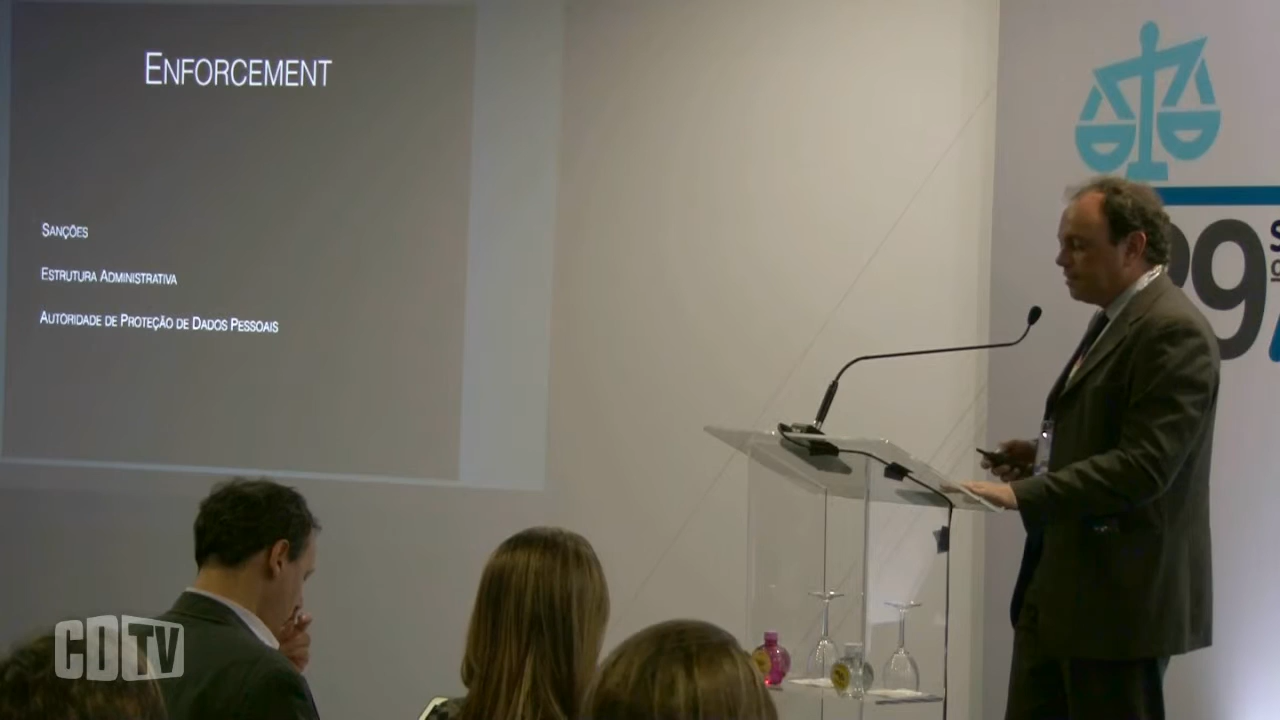 ENFORCEMENT
SANÇÕES
ESTRUTURA ADMINISTRATIVA
AUTORIDADE DE PROTEÇÃO DE DADOS PESSOAIS
CDTV